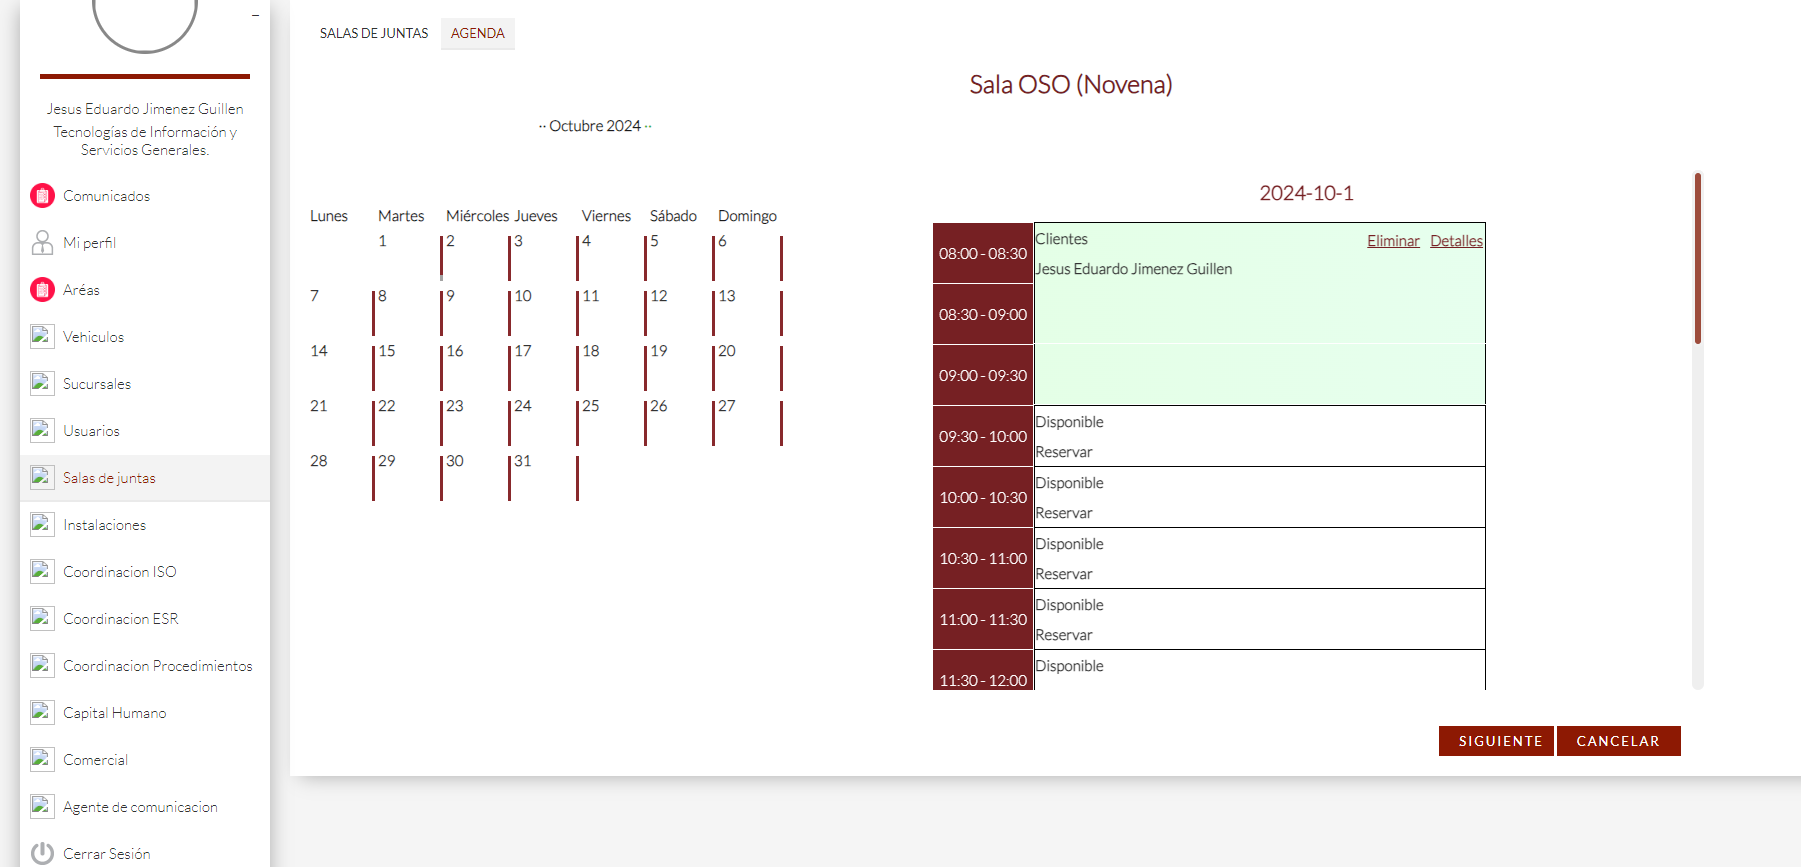 Jesus Eduardo Jimenez Guillen
Tecnologías de Información y
Servicios Generales.
Comunicados
Mi perfil
Aréas
Vehiculos
Sucursales
Usuarios
Salas de juntas
Instalaciones
Coordinacion ISO
Coordinacion ESR
Coordinacion Procedimientos
Capital Humano
Comercial
Agente de comunicacion
Cerrar Sesión
SALAS DE JUNTAS AGENDA
Sala OSO (Novena)
·· Octubre 2024 ··
Lunes Martes Miércoles Jueves Viernes Sábado Domingo
1 2 3 4 5 6
7 8 9 10 11 12 13
14 15 16 17 18 19 20
21 22 23 24 25 26 27
28 29 30 31
2024-10-1
08:00 - 08:30 Clientes Eliminar Detalles
Jesus Eduardo Jimenez Guillen
08:30 - 09:00
09:00 - 09:30
09:30 - 10:00 Disponible
Reservar
10:00 - 10:30 Disponible
Reservar
10:30 - 11:00 Disponible
Reservar
11:00 - 11:30 Disponible
Reservar
11:30 - 12:00 Disponible
SIGUIENTE CANCELAR